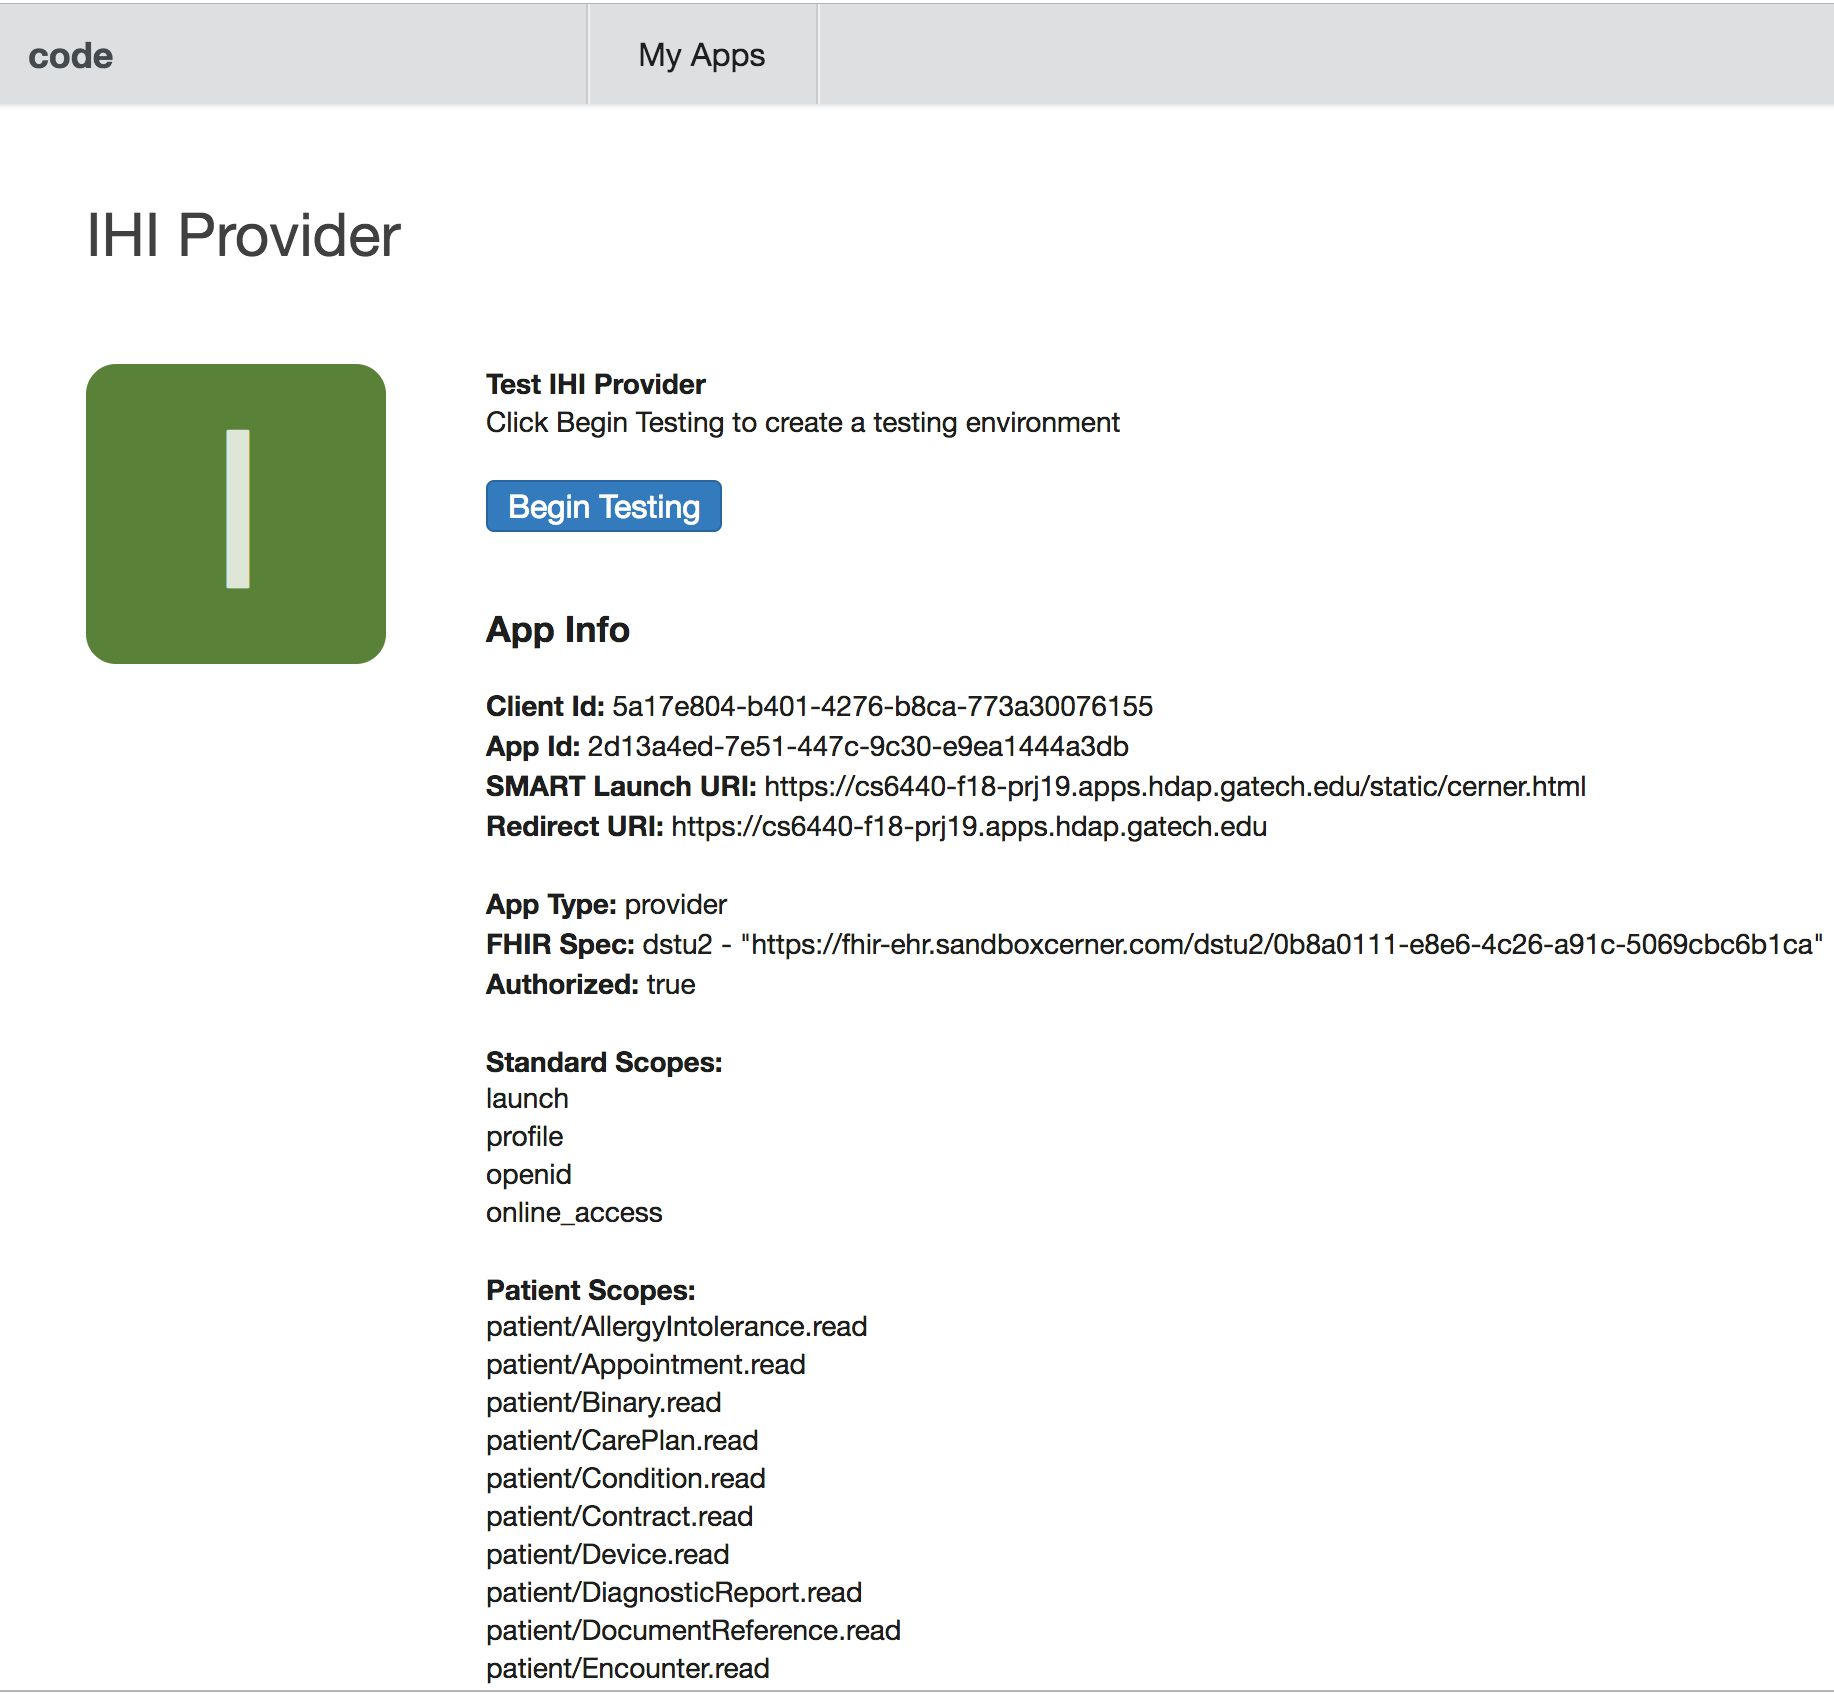 code
My Apps
IHI Provider
I
Test IHI Provider
Click Begin Testing to create a testing environment
Begin Testing
App Info
Client Id: 5a17e804-b401-4276-b8ca-773a30076155
App Id: 2d13a4ed-7e51-447c-9c30-e9ea1444a3db
SMART Launch URI: https://cs6440-f18-prj19.apps.hdap.gatech.edu/static/cerner.html
Redirect URI: https://cs6440-f18-prj19.apps.hdap.gatech.edu
App Type: provider
FHIR Spec: dstu2 - "https://fhir-ehr.sandboxcerner.com/dstu2/0b8a0111-e8e6-4c26-a91c-5069cbc6b1ca"
Authorized: true
Standard Scopes:
launch
profile
openid
online_access
Patient Scopes:
patient/AllergyIntolerance.read
patient/Appointment.read
patient/Binary.read
patient/CarePlan.read
patient/Condition.read
patient/Contract.read
patient/Device.read
patient/DiagnosticReport.read
patient/DocumentReference.read
patient/Encounter.read